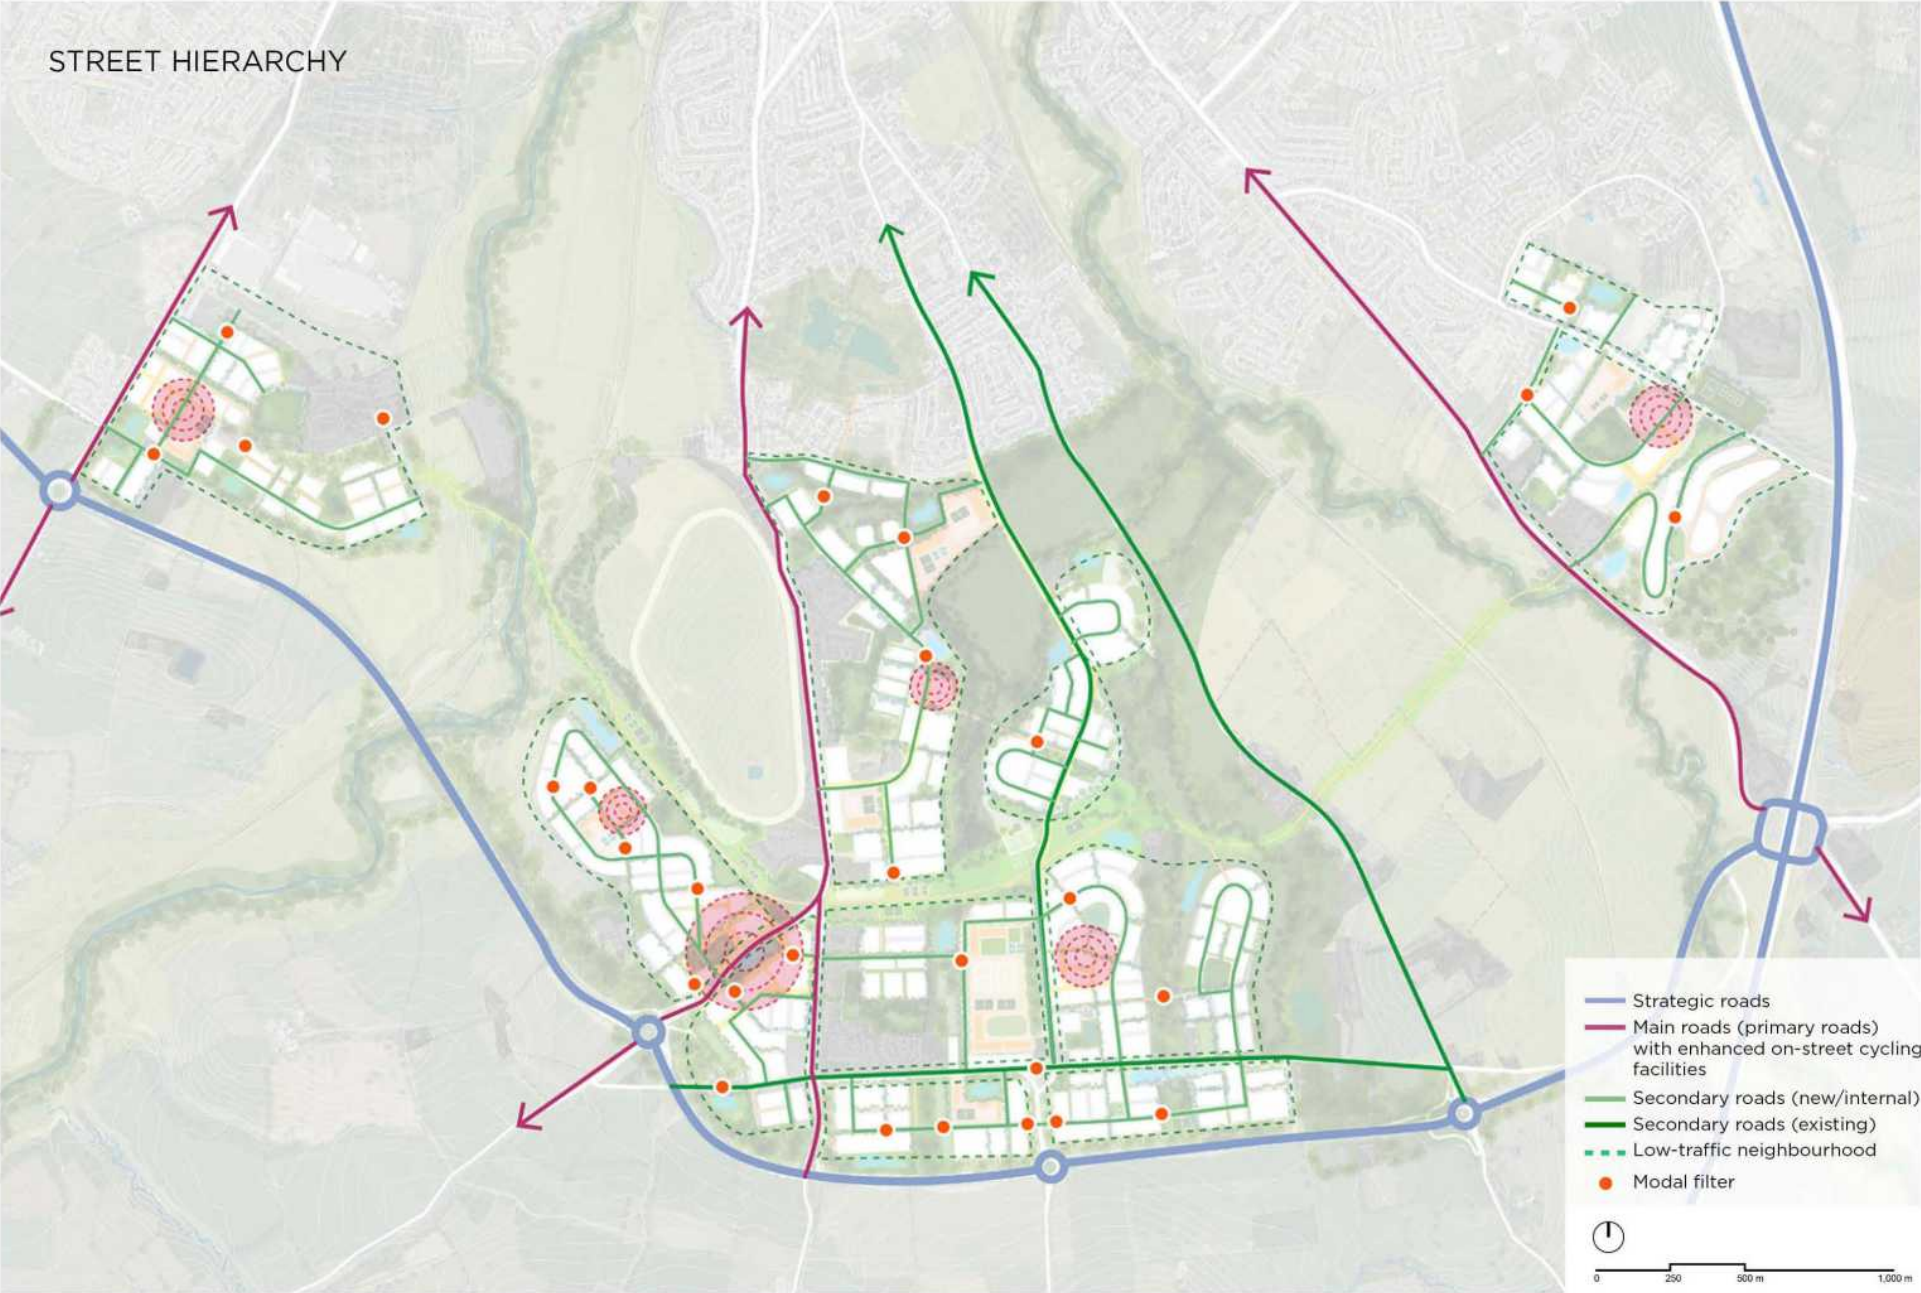 STREET HIERARCHY
Strategic roads
Main roads (primary roads)
with enhanced on-street cycling
facilities
Secondary roads (new/internal)
Secondary roads (existing)
Low-traffic neighbourhood
Modal filter
0 250 500 m 1,000 m